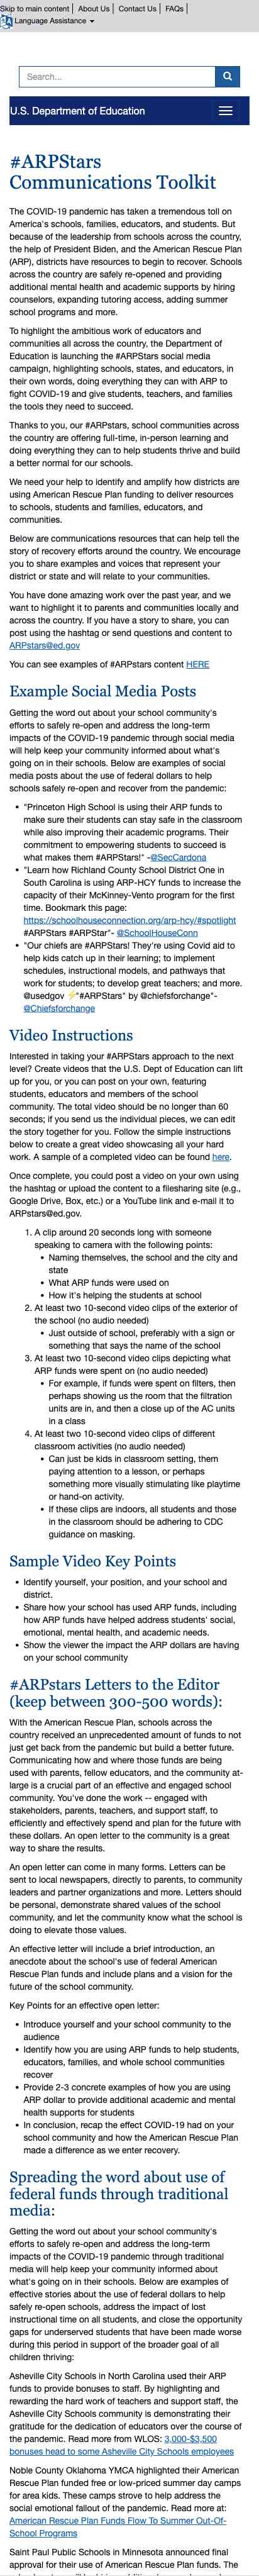 Skip to main content | About Us | Contact Us | FAQs |
Language Assistance
Search...
U.S. Department of Education
#ARPStars
Communications Toolkit
The COVID-19 pandemic has taken a tremendous toll on
America's schools, families, educators, and students. But
because of the leadership from schools across the country,
the help of President Biden, and the American Rescue Plan
(ARP), districts have resources to begin to recover. Schools
across the country are safely re-opened and providing
additional mental health and academic supports by hiring
counselors, expanding tutoring access, adding summer
school programs and more.
To highlight the ambitious work of educators and
communities all across the country, the Department of
Education is launching the #ARPStars social media
campaign, highlighting schools, states, and educators, in
their own words, doing everything they can with ARP to
fight COVID-19 and give students, teachers, and families
the tools they need to succeed.
Thanks to you, our #ARPstars, school communities across
the country are offering full-time, in-person learning and
doing everything they can to help students thrive and build
a better normal for our schools.
We need your help to identify and amplify how districts are
using American Rescue Plan funding to deliver resources
to schools, students and families, educators, and
communities.
Below are communications resources that can help tell the
story of recovery efforts around the country. We encourage
you to share examples and voices that represent your
district or state and will relate to your communities.
You have done amazing work over the past year, and we
want to highlight it to parents and communities locally and
across the country. If you have a story to share, you can
post using the hashtag or send questions and content to
ARPstars@ed.gov
You can see examples of #ARPstars content HERE
Example Social Media Posts
Getting the word out about your school community's
efforts to safely re-open and address the long-term
impacts of the COVID-19 pandemic through social media
will help keep your community informed about what's
going on in their schools. Below are examples of social
media posts about the use of federal dollars to help
schools safely re-open and recover from the pandemic:
• "Princeton High School is using their ARP funds to
make sure their students can stay safe in the classroom
while also improving their academic programs. Their
commitment to empowering students to succeed is
what makes them #ARPStars!" -@SecCardona
• "Learn how Richland County School District One in
South Carolina is using ARP-HCY funds to increase the
capacity of their McKinney-Vento program for the first
time. Bookmark this page:
https://schoolhouseconnection.org/arp-hcy/#spotlight
#ARPStars #ARPStar"- @SchoolHouseConn
• "Our chiefs are #ARPStars! They're using Covid aid to
help kids catch up in their learning; to implement
schedules, instructional models, and pathways that
work for students; to develop great teachers; and more.
@usedgov ⚡"#ARPStars" by @chiefsforchange"-
@Chiefsforchange
Video Instructions
Interested in taking your #ARPStars approach to the next
level? Create videos that the U.S. Dept of Education can lift
up, or you can post on your own, featuring
students, educators and members of the school
community. The total video should be no longer than 60
seconds; if you send us the individual pieces, we can edit
the story together for you. Follow the simple instructions
below to create a great video showcasing all your hard
work. A sample of a completed video can be found here.
Once complete, you could post a video on your own using
the hashtag or upload the content to a filesharing site (e.g.,
Google Drive, Box, etc.) or a YouTube link and e-mail it to
ARPstars@ed.gov.
1. A clip around 20 seconds long with someone
speaking to camera with the following points:
• Naming themselves, the school and the city and
state
• What ARP funds were used on
• How it's helping the students at school
2. At least two 10-second video clips of the exterior of
the school (no audio needed)
• Just outside of school, preferably with a sign or
something that says the name of the school
3. At least two 10-second video clips depicting what
ARP funds were spent on (no audio needed)
• For example, if funds were spent on filters, then
perhaps showing us the room that the filtration
units are in, and then a close up of the AC units
in a class
4. At least two 10-second video clips of different
classroom activities (no audio needed)
• Can just be kids in classroom setting, them
paying attention to a lesson, or perhaps
something more visually stimulating like playtime
or hand-on activity.
• If these clips are indoors, all students and those
in the classroom should be adhering to CDC
guidance on masking.
Sample Video Key Points
• Identify yourself, your position, and your school and
district.
• Share how your school has used ARP funds, including
how ARP funds have helped address students' social,
emotional, mental health, and academic needs.
• Show the viewer the impact the ARP dollars are having
on your school community
#ARPstars Letters to the Editor
(keep between 300-500 words):
With the American Rescue Plan, schools across the
country received an unprecedented amount of funds to not
just get back from the pandemic but build a better future.
Communicating how and where those funds are being
used with parents, fellow educators, and the community at-
large is a crucial part of an effective and engaged school
community. You've done the work -- engaged with
stakeholders, parents, teachers, and support staff, to
efficiently and effectively spend and plan for the future with
these dollars. An open letter to the community is a great
way to share the results.
An open letter can come in many forms. Letters can be
sent to local newspapers, directly to parents, to community
leaders and partner organizations and more. Letters should
be personal, demonstrate shared values of the school
community, and let the community know what the school is
doing to elevate those values.
An effective letter will include a brief introduction, an
anecdote about the school's use of federal American
Rescue Plan funds and include plans and a vision for the
future of the school community.
Key Points for an effective open letter:
• Introduce yourself and your school community to the
audience
• Identify how you are using ARP funds to help students,
educators, families, and whole school communities
recover
• Provide 2-3 concrete examples of how you are using
ARP dollar to provide additional academic and mental
health supports for students
• In conclusion, recap the effect COVID-19 had on your
school community and how the American Rescue Plan
made a difference as we enter recovery.
Spreading the word about use of
federal funds through traditional
media:
Getting the word out about your school community's
efforts to safely re-open and address the long-term
impacts of the COVID-19 pandemic through traditional
media will help keep your community informed about
what's going on in their schools. Below are examples of
effective stories about the use of federal dollars to help
safely re-open schools, address the impact of lost
instructional time on all students, and close the opportunity
gaps for underserved students that have been made worse
during this period in support of the broader goal of all
children thriving:
Asheville City Schools in North Carolina used their ARP
funds to provide bonuses to staff. By highlighting and
rewarding the hard work of teachers and support staff, the
Asheville City Schools community is demonstrating their
gratitude for the dedication of educators over the course of
the pandemic. Read more from WLOS: 3,000-$3,500
bonuses head to some Asheville City Schools employees
Noble County Oklahoma YMCA highlighted their American
Rescue Plan funded free or low-priced summer day camps
for area kids. These camps strove to help address the
social emotional fallout of the pandemic. Read more at:
American Rescue Plan Funds Flow To Summer Out-Of-
School Programs
Saint Paul Public Schools in Minnesota announced final
approval for their use of American Rescue Plan funds. The